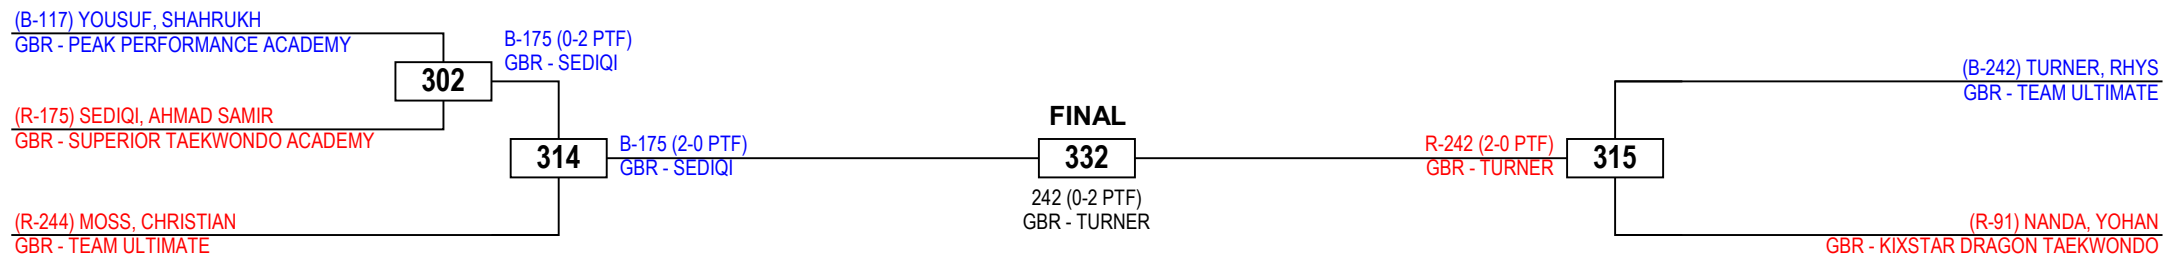 (B-117) YOUSUF, SHAHRUKH
GBR - PEAK PERFORMANCE ACADEMY
302
(R-175) SEDIQI, AHMAD SAMIR
GBR - SUPERIOR TAEKWONDO ACADEMY
B-175 (0-2 PTF)
GBR - SEDIQI
314
(R-244) MOSS, CHRISTIAN
GBR - TEAM ULTIMATE
B-175 (2-0 PTF)
GBR - SEDIQI
FINAL
332
242 (0-2 PTF)
GBR - TURNER
R-242 (2-0 PTF)
GBR - TURNER
315
(B-242) TURNER, RHYS
GBR - TEAM ULTIMATE
(R-91) NANDA, YOHAN
GBR - KIXSTAR DRAGON TAEKWONDO